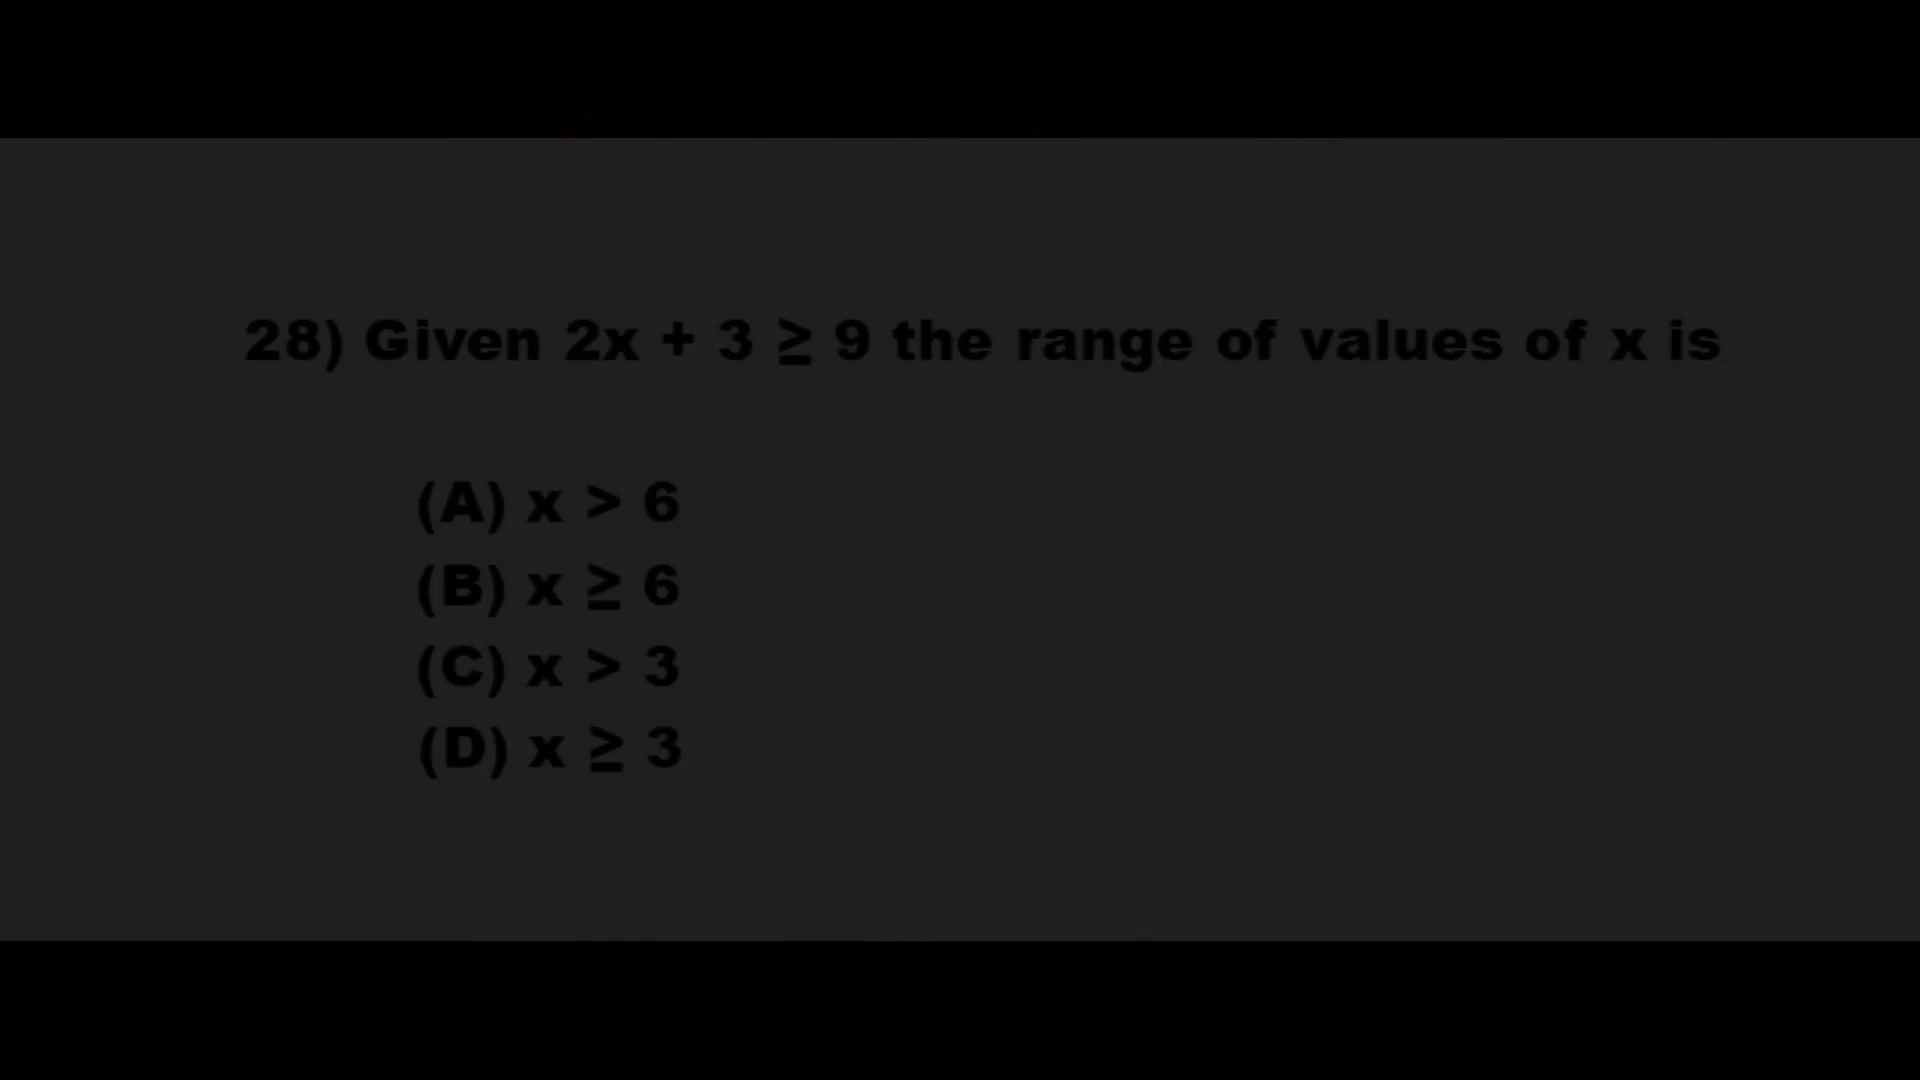 28) Given 2x + 3 ≥ 9 the range of values of x is
(A) x > 6
(B) x ≥ 6
(C) x > 3
(D) x ≥ 3